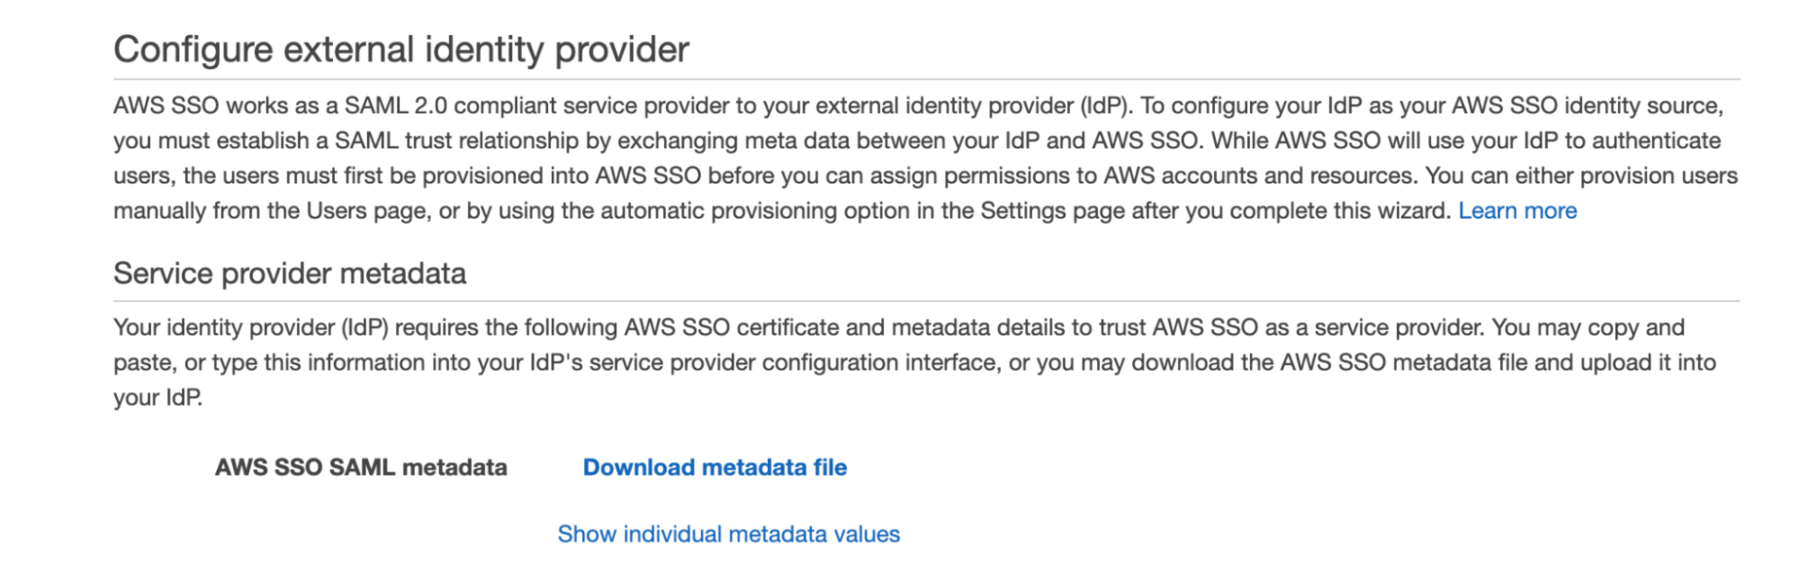 Configure external identity provider
AWS SSO works as a SAML 2.0 compliant service provider to your external identity provider (IdP). To configure your IdP as your AWS SSO identity source,
you must establish a SAML trust relationship by exchanging meta data between your IdP and AWS SSO. While AWS SSO will use your IdP to authenticate
users, the users must first be provisioned into AWS SSO before you can assign permissions to AWS accounts and resources. You can either provision users
manually from the Users page, or by using the automatic provisioning option in the Settings page after you complete this wizard. Learn more
Service provider metadata
Your identity provider (IdP) requires the following AWS SSO certificate and metadata details to trust AWS SSO as a service provider. You may copy and
paste, or type this information into your IdP's service provider configuration interface, or you may download the AWS SSO metadata file and upload it into
your IdP.
AWS SSO SAML metadata Download metadata file
Show individual metadata values